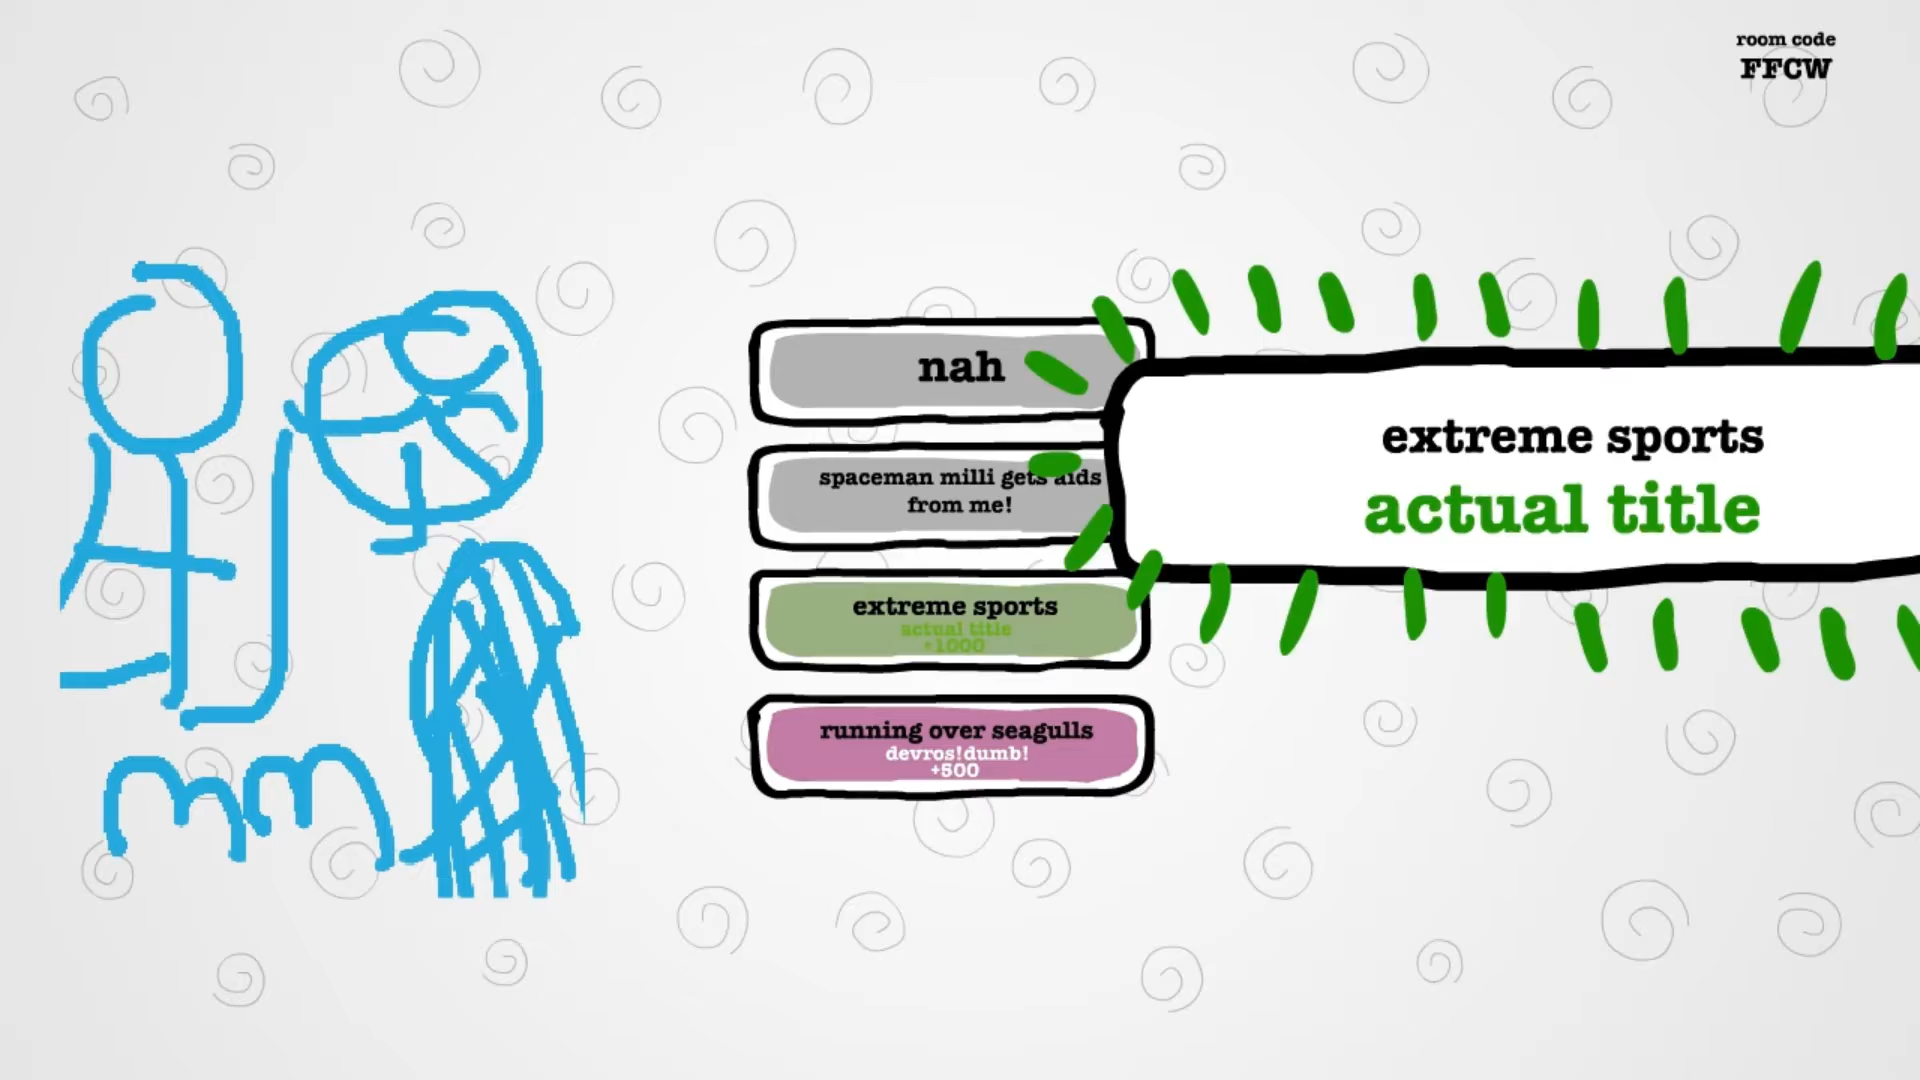 room code
FFCW
nah
spaceman milli gets aids
from me!
extreme sports
actual title
+1000
running over seagulls
devros!dumb!
+500
extreme sports
actual title